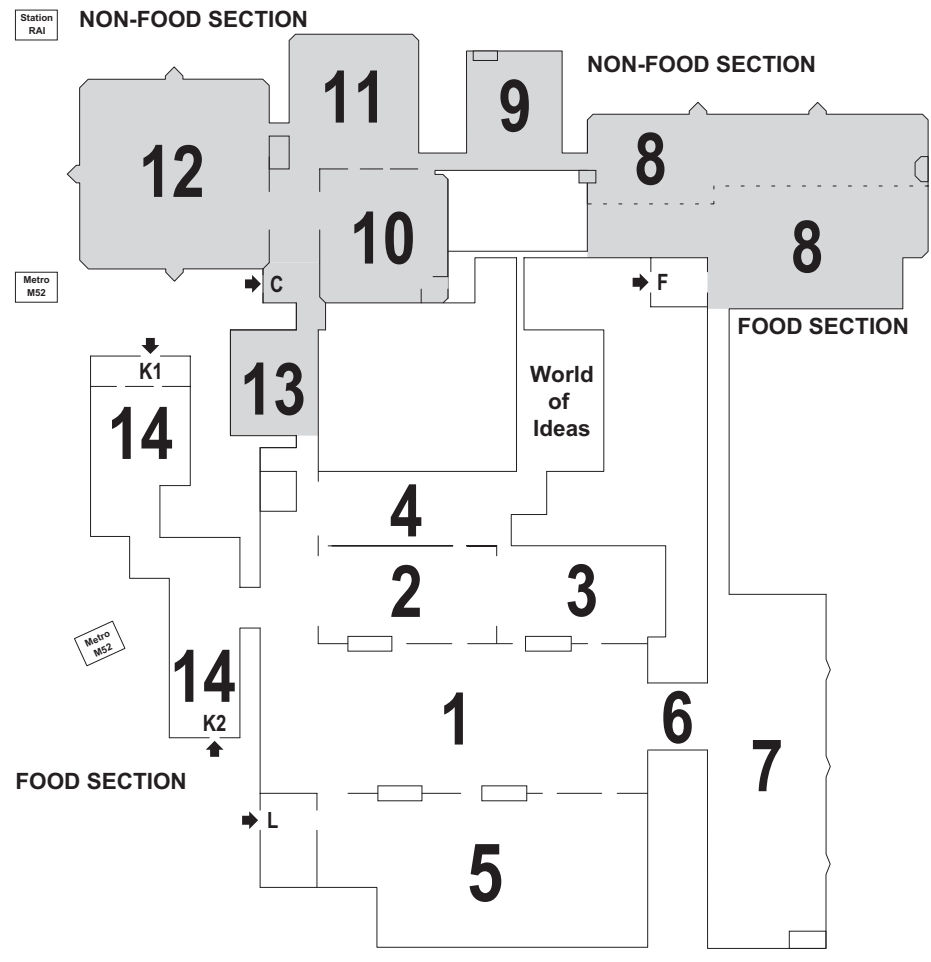 Station
RAI
NON-FOOD SECTION
NON-FOOD SECTION
11
9
8
12
10
8
C
F
Metro
M52
FOOD SECTION
K1
13
World
of
Ideas
14
4
2
3
Metro
M52
14
K2
1
6
7
FOOD SECTION
L
5